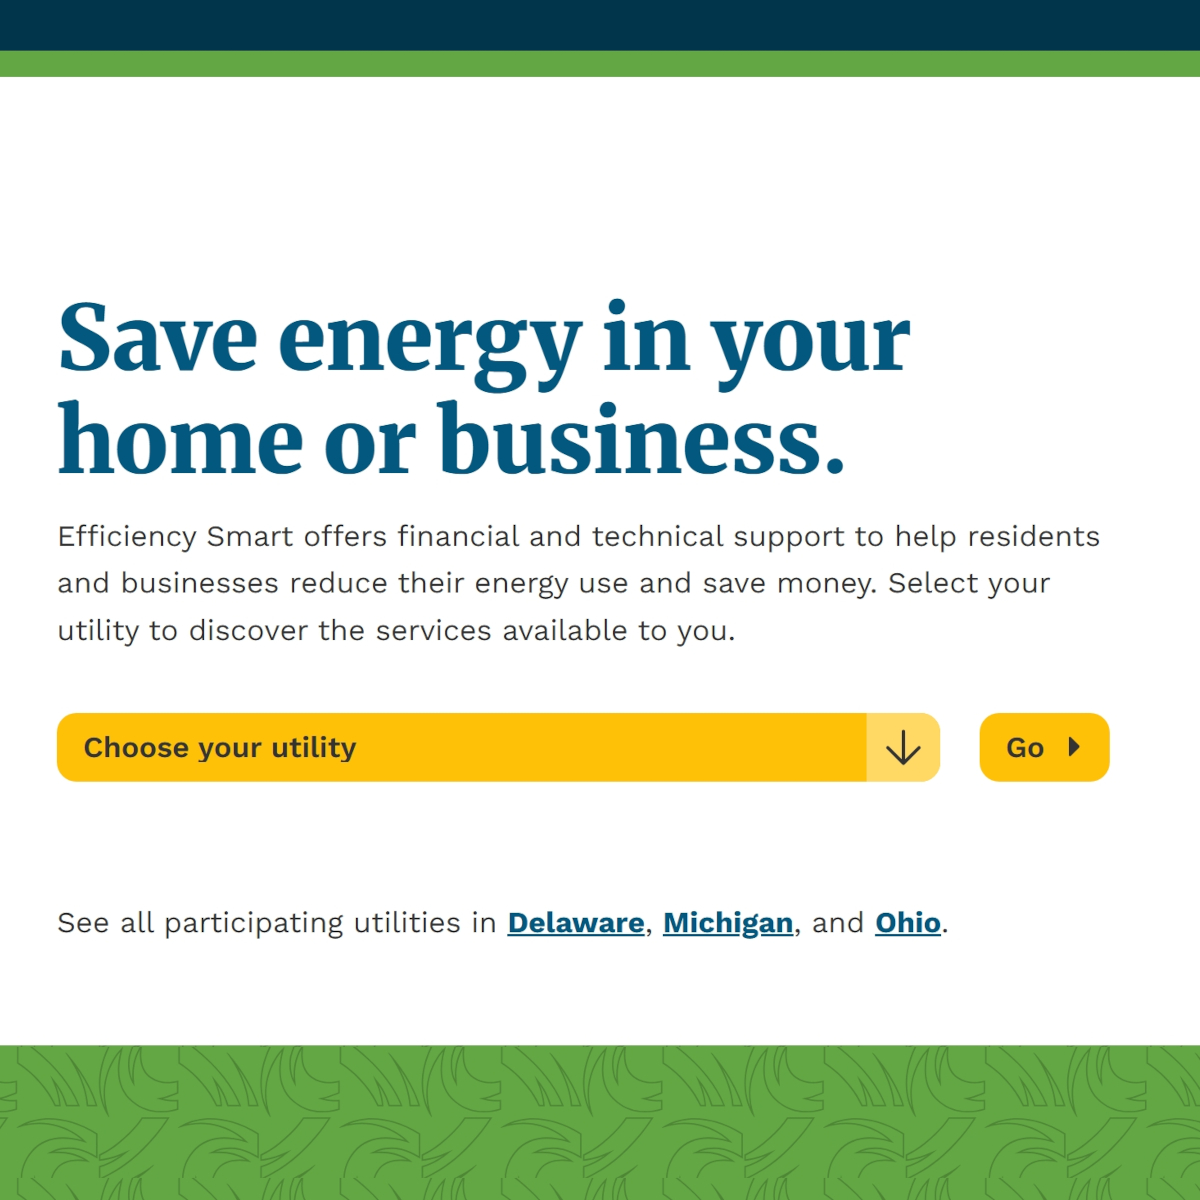 Save energy in your
home or business.
Efficiency Smart offers financial and technical support to help residents
and businesses reduce their energy use and save money. Select your
utility to discover the services available to you.
Choose your utility
Go
See all participating utilities in Delaware, Michigan, and Ohio.